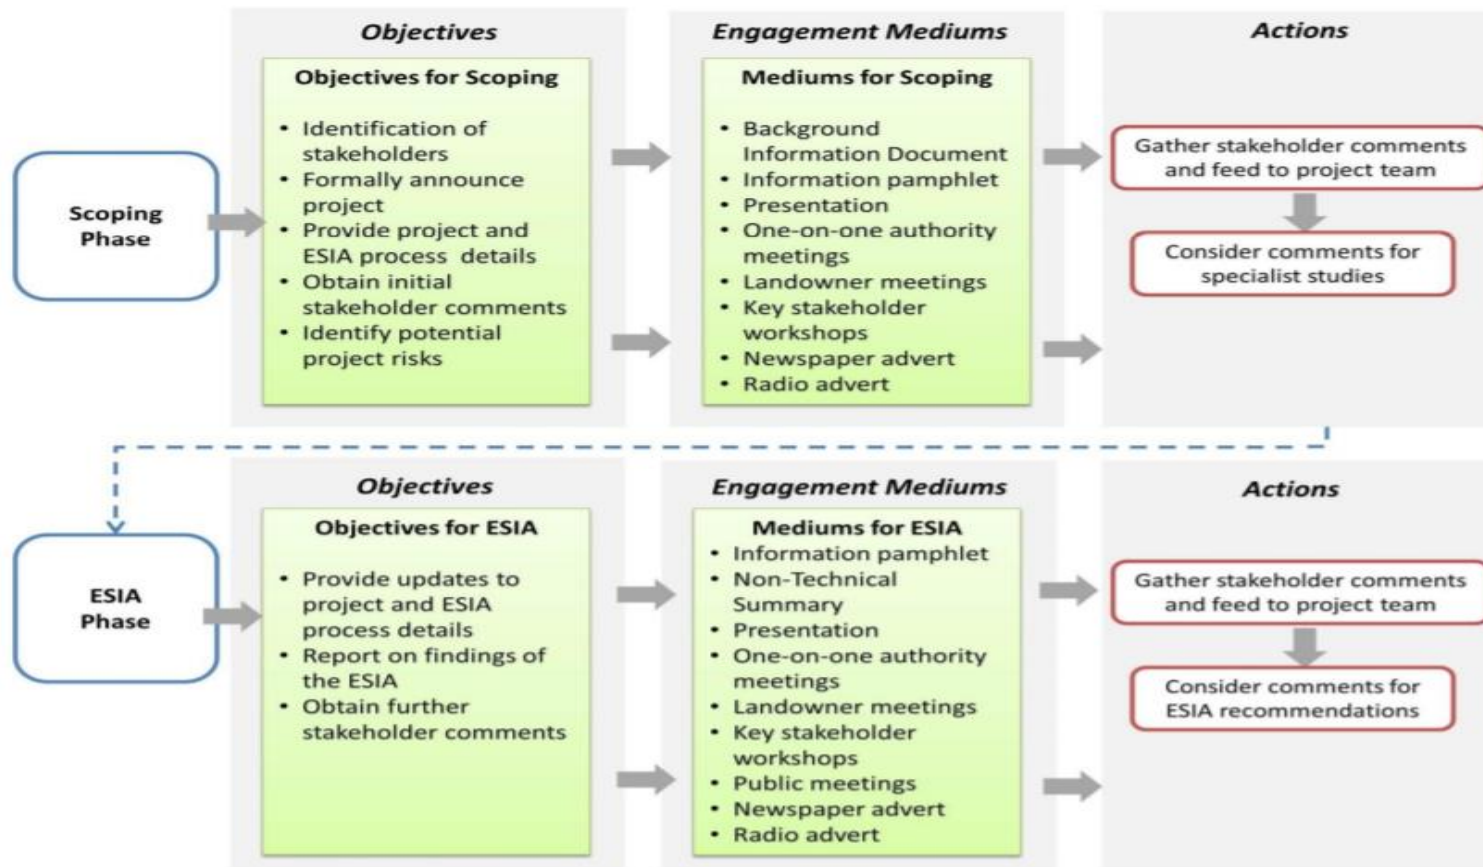 Objectives
Engagement Mediums
Actions
Scoping
Phase
Objectives for Scoping
• Identification of
stakeholders
• Formally announce
project
• Provide project and
ESIA process details
• Obtain initial
stakeholder comments
• Identify potential
project risks
Mediums for Scoping
• Background
Information Document
• Information pamphlet
• Presentation
• One-on-one authority
meetings
• Landowner meetings
• Key stakeholder
workshops
• Newspaper advert
• Radio advert
Gather stakeholder comments
and feed to project team
Consider comments for
specialist studies
Objectives
Engagement Mediums
Actions
ESIA
Phase
Objectives for ESIA
• Provide updates to
project and ESIA
process details
• Report on findings of
the ESIA
• Obtain further
stakeholder comments
Mediums for ESIA
• Information pamphlet
• Non-Technical
Summary
• Presentation
• One-on-one authority
meetings
• Landowner meetings
• Key stakeholder
workshops
• Public meetings
• Newspaper advert
• Radio advert
Gather stakeholder comments
and feed to project team
Consider comments for
ESIA recommendations